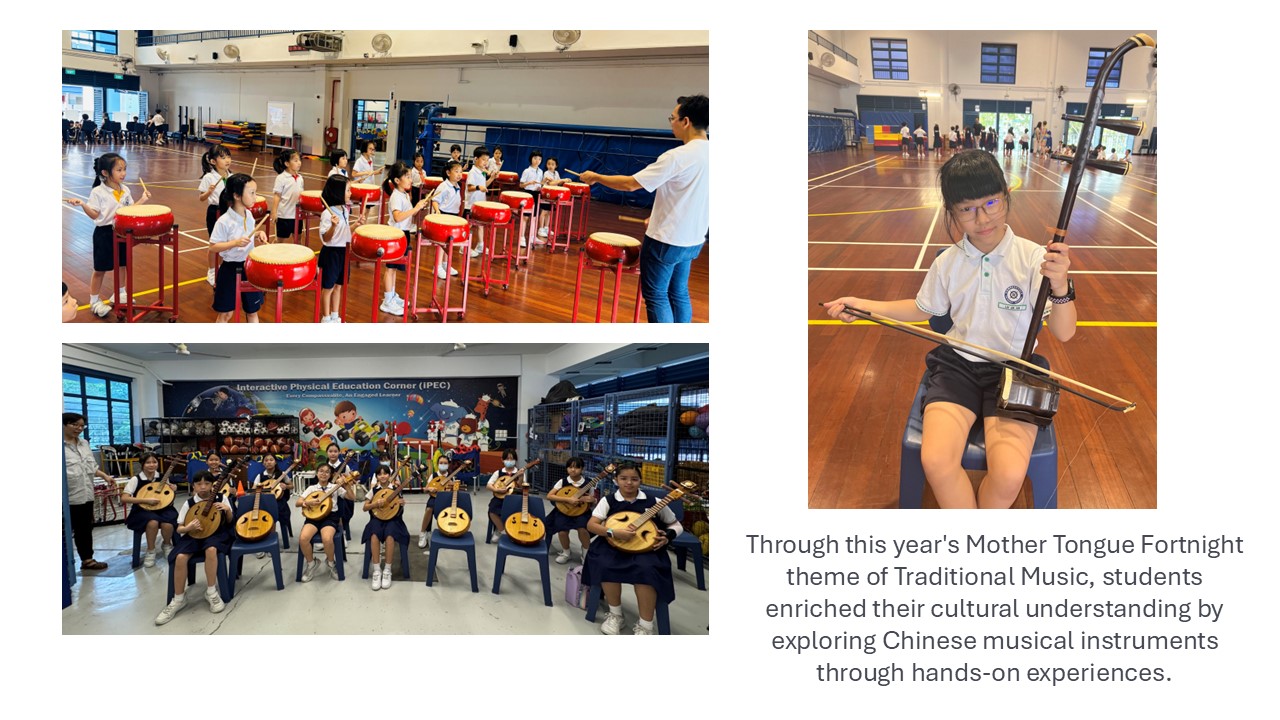 Interactive Physical Education Corner (IPEC)
Through this year's Mother Tongue Fortnight
theme of Traditional Music, students
enriched their cultural understanding by
exploring Chinese musical instruments
through hands-on experiences.